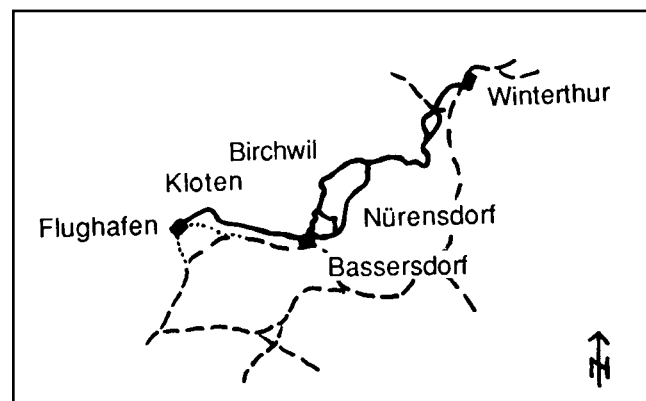 Winterthur
Birchwil
Kloten
Flughafen
Nürensdorf
Bassersdorf
N